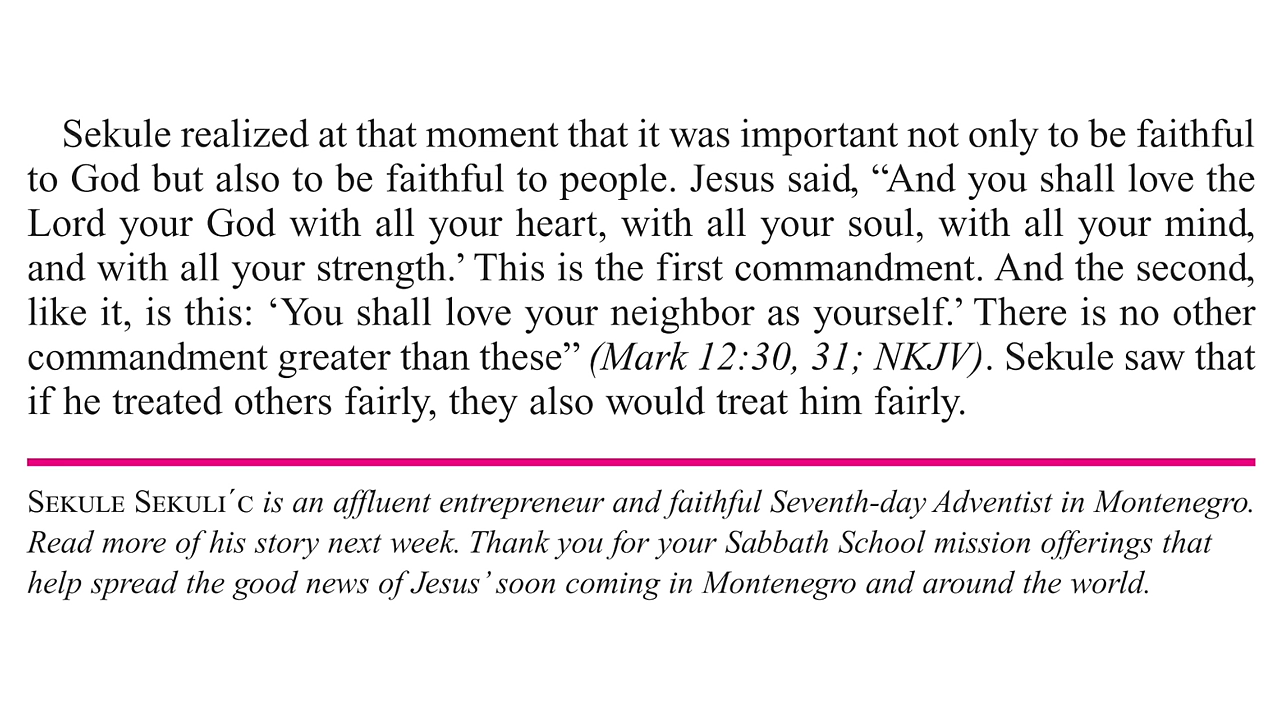 Sekule realized at that moment that it was important not only to be faithful
to God but also to be faithful to people. Jesus said, “And you shall love the
Lord your God with all your heart, with all your soul, with all your mind,
and with all your strength.’ This is the first commandment. And the second,
like it, is this: ‘You shall love your neighbor as yourself.’ There is no other
commandment greater than these” (Mark 12:30, 31; NKJV). Sekule saw that
if he treated others fairly, they also would treat him fairly.
SEKULE SEKULI´C is an affluent entrepreneur and faithful Seventh-day Adventist in Montenegro.
Read more of his story next week. Thank you for your Sabbath School mission offerings that
help spread the good news of Jesus’ soon coming in Montenegro and around the world.